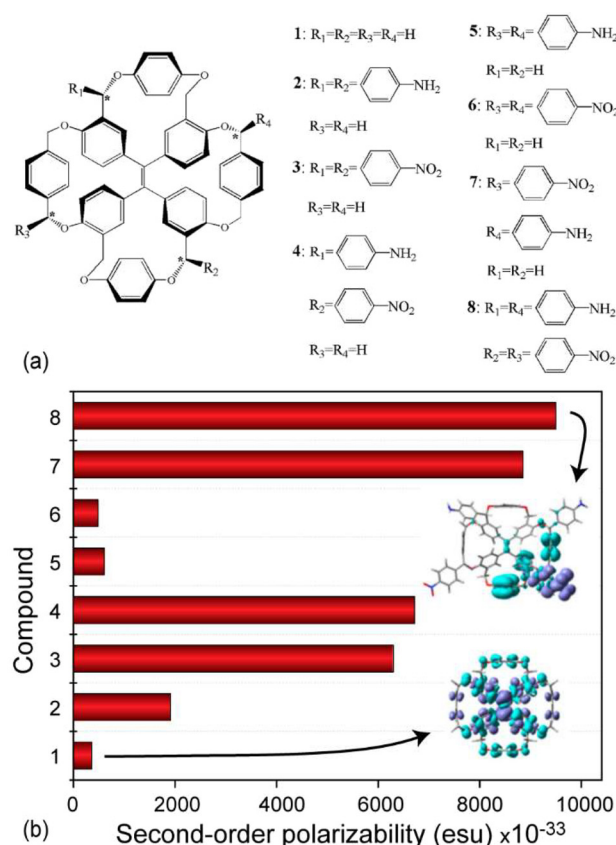 1: R₁=R₂=R₃=R₄=H
2: R₁=R₂= NH₂
R₃=R₄=H
3: R₁=R₂= NO₂
R₃=R₄=H
4: R₁= NH₂
R₂= NO₂
R₃=R₄=H
5: R₃=R₄= NH₂
R₁=R₂=H
6: R₃=R₄= NO₂
R₁=R₂=H
7: R₃= NO₂
R₄= NH₂
R₁=R₂=H
8: R₁=R₄= NH₂
R₂=R₃= NO₂
R₁ O O
* R₄
O O *
* O O
R₃ *
R₂
O O
(a)
8
7
6
5
4
3
2
1
Compound
0 2000 4000 6000 8000 10000
(b) Second-order polarizability (esu) x10⁻³³